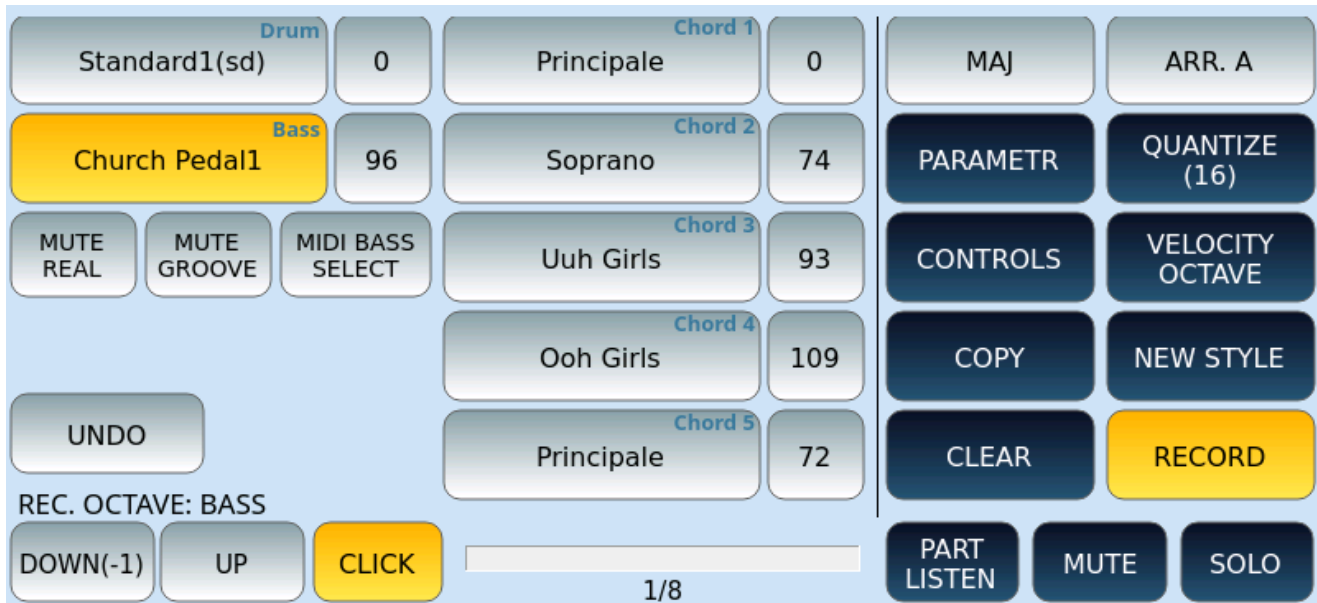 Drum
Standard1(sd)
0
Chord 1
Principale
0
MAJ
ARR. A
Bass
Church Pedal1
96
Chord 2
Soprano
74
PARAMETR
QUANTIZE
(16)
MUTE
REAL
MUTE
GROOVE
MIDI BASS
SELECT
Chord 3
Uuh Girls
93
CONTROLS
VELOCITY
OCTAVE
Chord 4
Ooh Girls
109
COPY
NEW STYLE
UNDO
Chord 5
Principale
72
CLEAR
RECORD
REC. OCTAVE: BASS
DOWN(-1)
UP
CLICK
1/8
PART
LISTEN
MUTE
SOLO